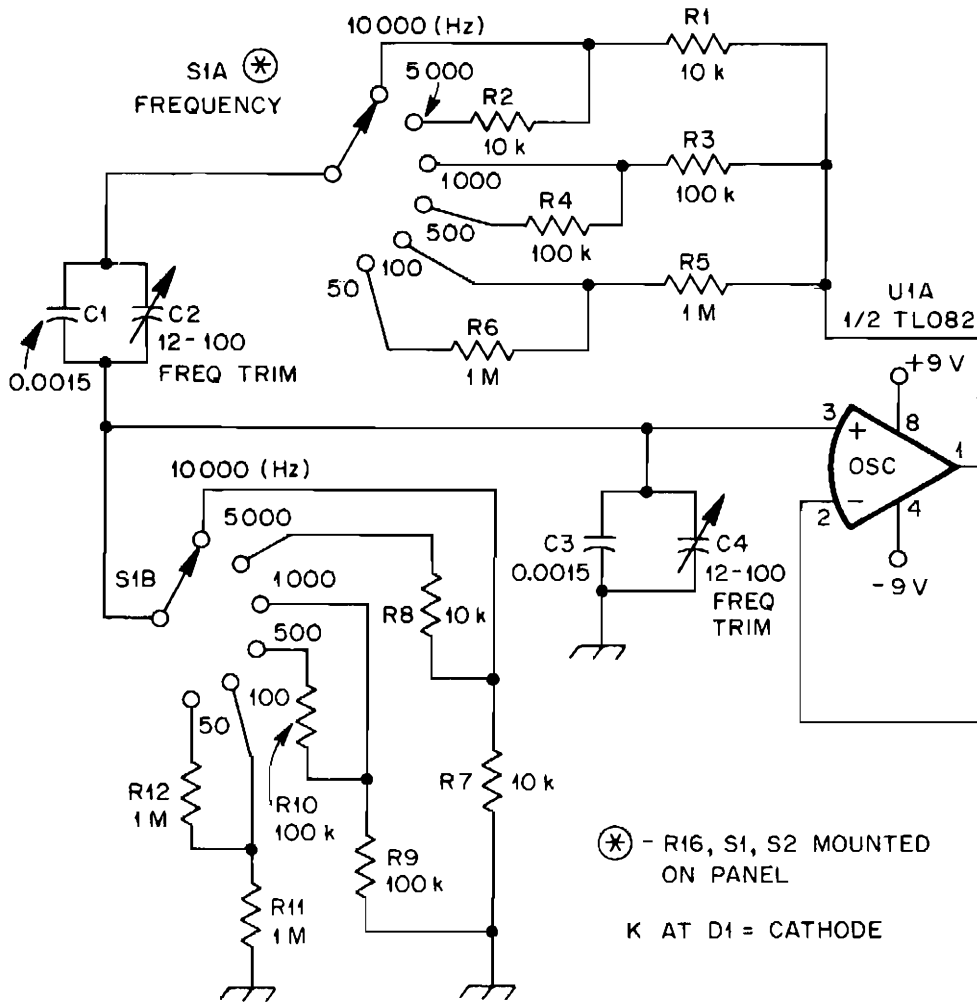 10000 (Hz)
S1A ✱
FREQUENCY
5000
R1
10 k
R2
10 k
1000
R3
100 k
500
R4
100 k
100
50
R5
1 M
R6
1 M
C1
0.0015
C2
12-100
FREQ TRIM
U1A
1/2 TL082
+9 V
8
3
+
OSC
1
2
−
4
-9 V
10000 (Hz)
S1B
5000
1000
500
100
50
R8
10 k
C3
0.0015
C4
12-100
FREQ
TRIM
R12
1 M
R10
100 k
R11
1 M
R9
100 k
R7
10 k
✱ - R16, S1, S2 MOUNTED
ON PANEL
K AT D1 = CATHODE